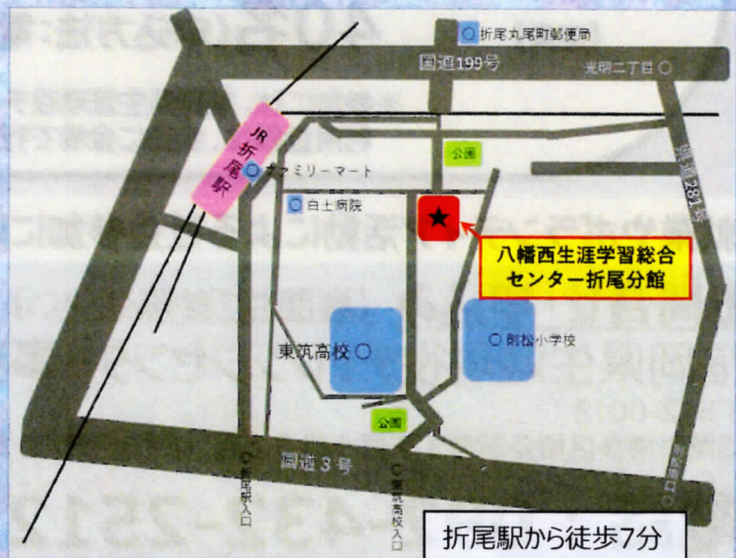 折尾丸尾町郵便局
国道199号
光明二丁目
JR折尾駅
ファミリーマート
公園
県道281号
白土病院
八幡西生涯学習総合
センター折尾分館
東筑高校
則松小学校
公園
国道3号
折尾駅入口
東筑高校入口
折尾駅から徒歩7分